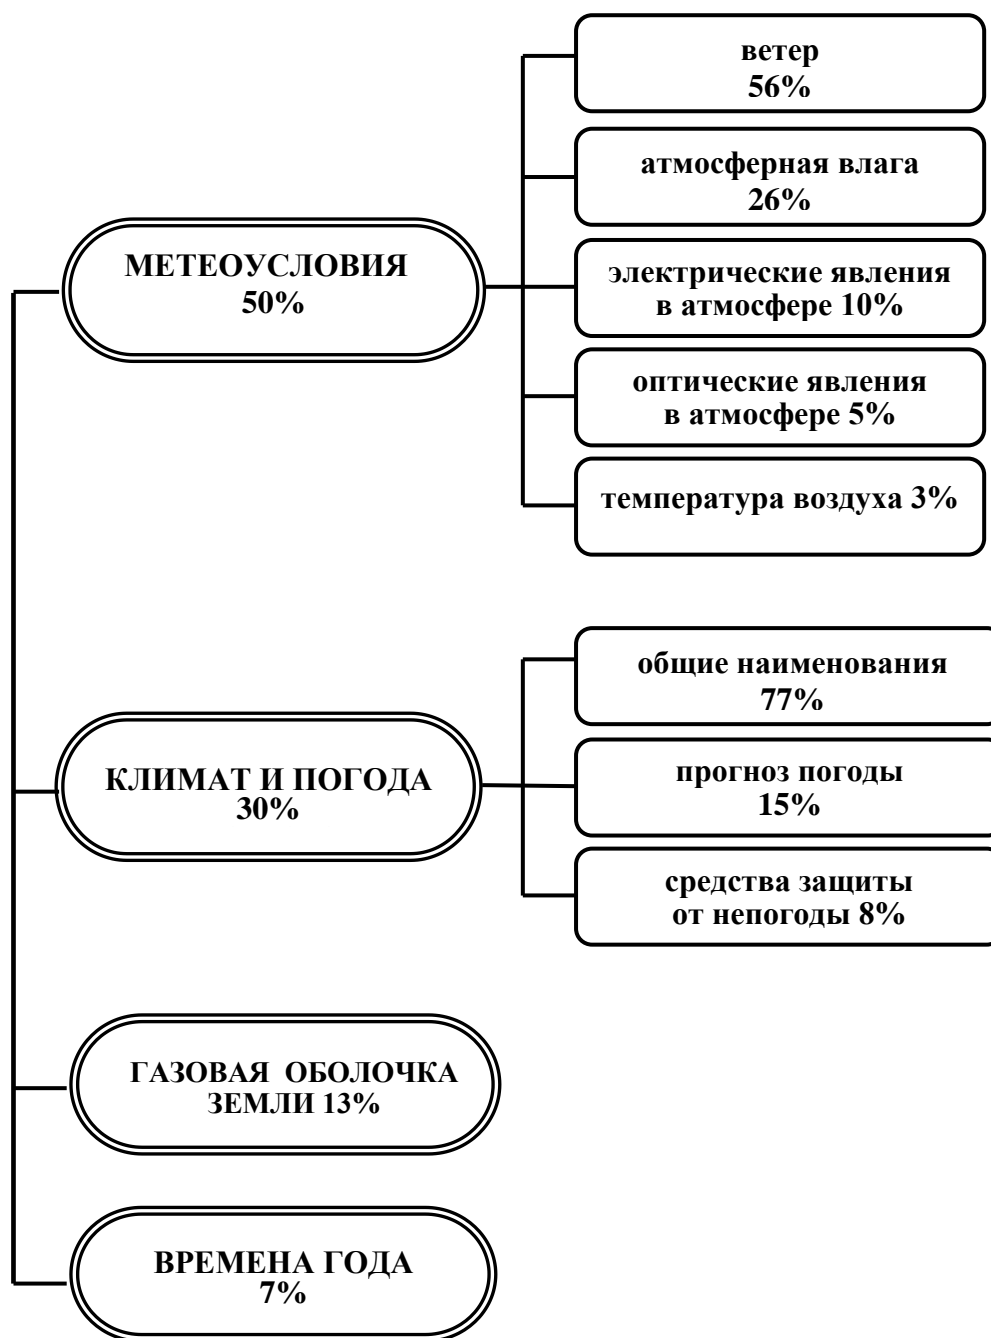 ветер
56%
атмосферная влага
26%
МЕТЕОУСЛОВИЯ
50%
электрические явления
в атмосфере 10%
оптические явления
в атмосфере 5%
температура воздуха 3%
общие наименования
77%
КЛИМАТ И ПОГОДА
30%
прогноз погоды
15%
средства защиты
от непогоды 8%
ГАЗОВАЯ ОБОЛОЧКА
ЗЕМЛИ 13%
ВРЕМЕНА ГОДА
7%